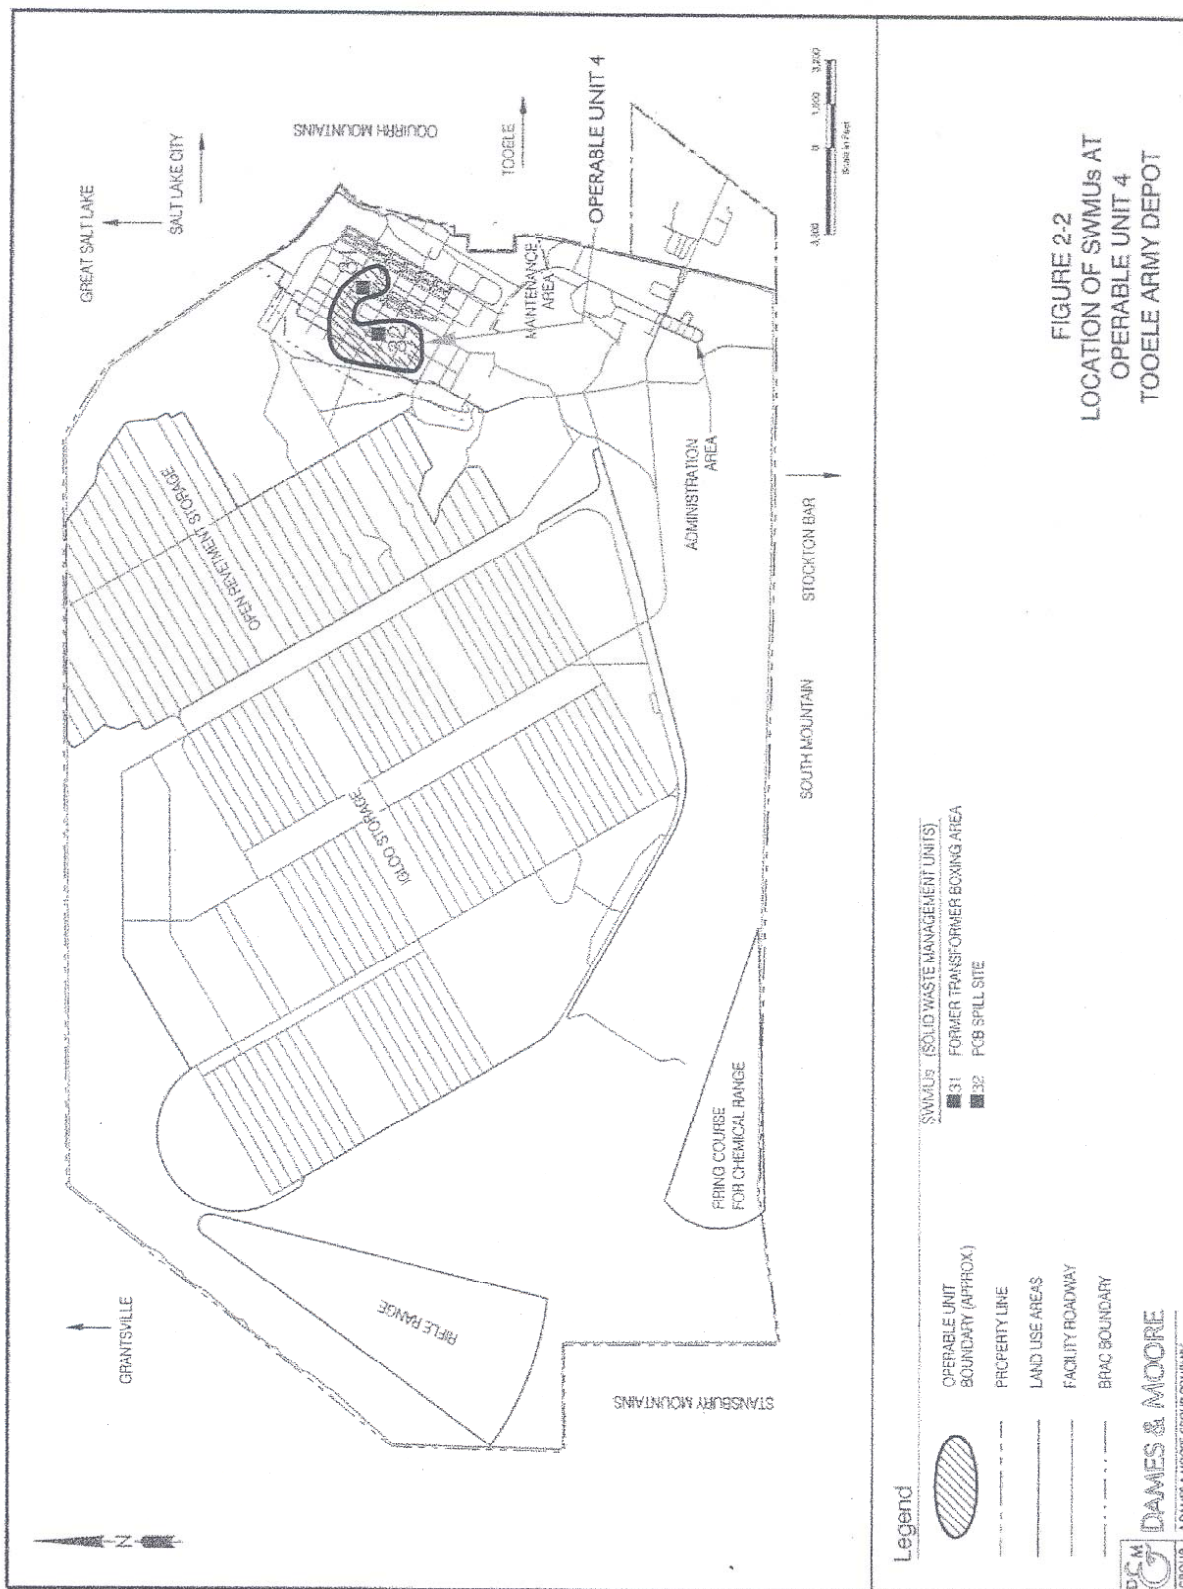 GREAT SALT LAKE
SALT LAKE CITY
OQUIRRH MOUNTAINS
TOOELE
OPERABLE UNIT 4
31
32
MAINTENANCE
AREA
ADMINISTRATION
AREA
OPEN REVETMENT STORAGE
IGLOO STORAGE
STOCKTON BAR
SOUTH MOUNTAIN
FIRING COURSE
FOR CHEMICAL RANGE
RIFLE RANGE
GRANTSVILLE
STANSBURY MOUNTAINS
N
0
Scale in Feet
Legend
OPERABLE UNIT
BOUNDARY (APPROX.)
PROPERTY LINE
LAND USE AREAS
FACILITY ROADWAY
BRAC BOUNDARY
SWMUs (SOLID WASTE MANAGEMENT UNITS)
31 FORMER TRANSFORMER BOXING AREA
32 PCB SPILL SITE
FIGURE 2-2
LOCATION OF SWMUs AT
OPERABLE UNIT 4
TOOELE ARMY DEPOT
DAMES & MOORE